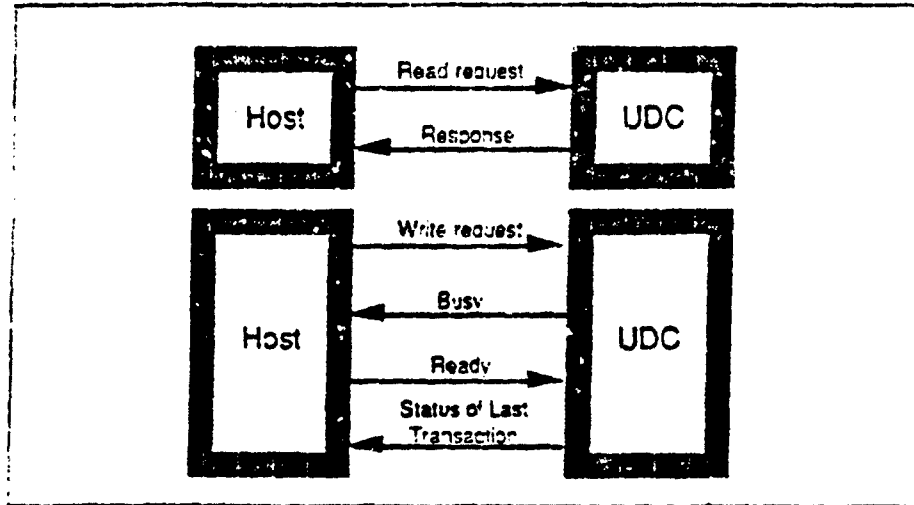 Host
Read request
Response
UDC
Host
Write request
Busy
Ready
Status of Last
Transaction
UDC